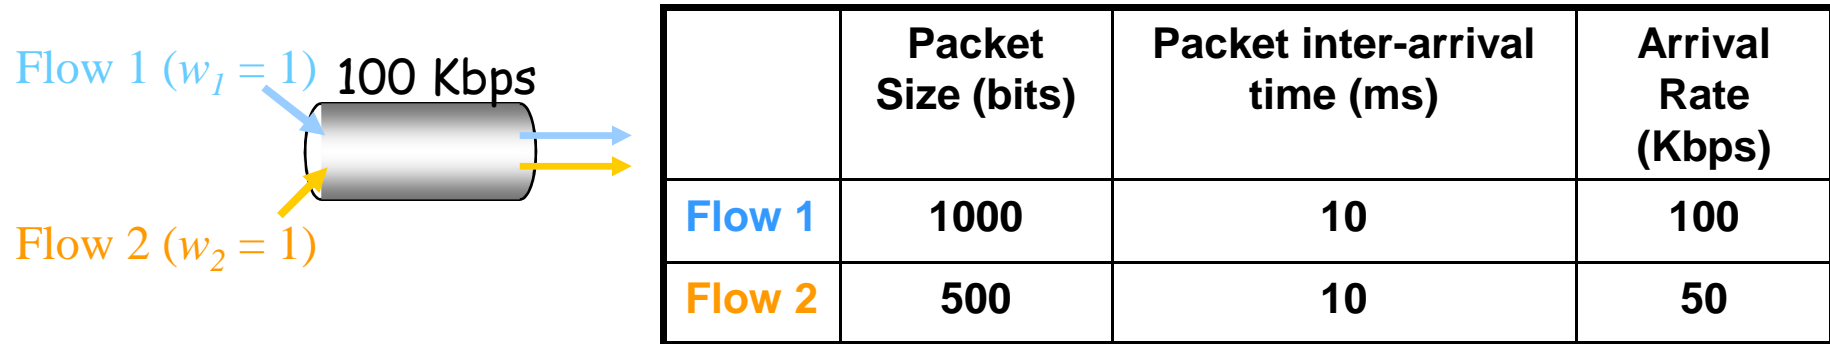 Flow 1 (w1 = 1)
100 Kbps
Flow 2 (w2 = 1)
Packet Size (bits)
Packet inter-arrival time (ms)
Arrival Rate (Kbps)
Flow 1 1000 10 100
Flow 2 500 10 50